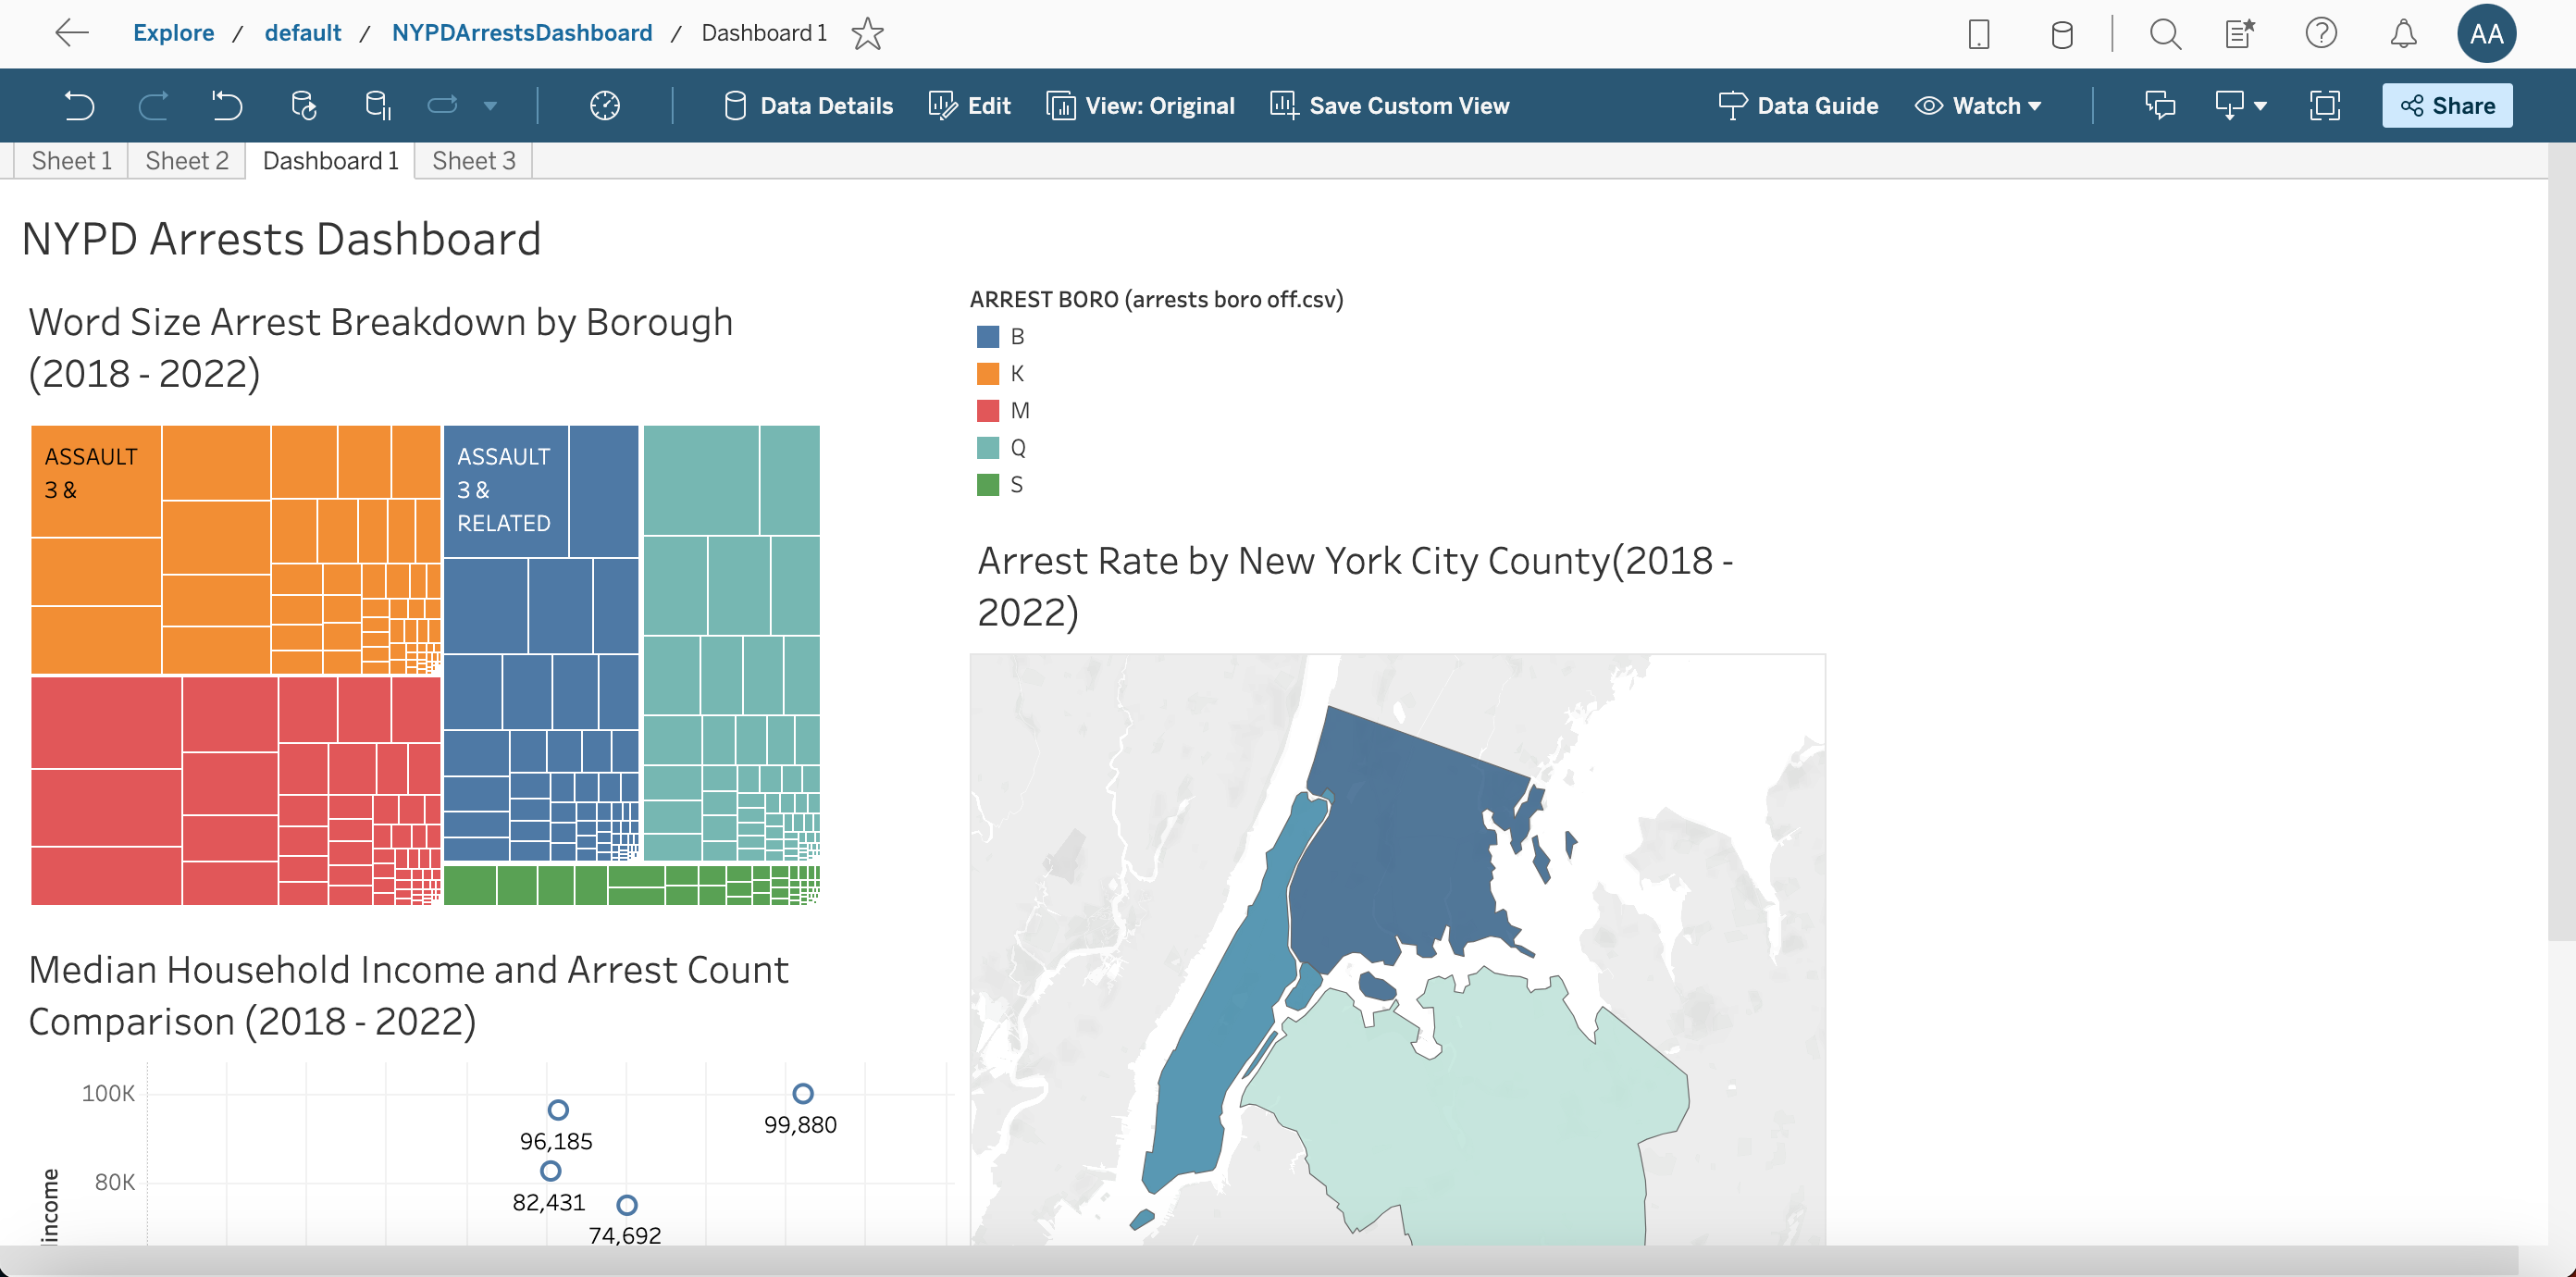 Explore / default / NYPDArrestsDashboard / Dashboard 1
AA
Data Details Edit View: Original Save Custom View Data Guide Watch Share
Sheet 1 Sheet 2 Dashboard 1 Sheet 3
NYPD Arrests Dashboard
Word Size Arrest Breakdown by Borough
(2018 - 2022)
ASSAULT
3 &
ASSAULT
3 &
RELATED
Median Household Income and Arrest Count
Comparison (2018 - 2022)
100K
80K
income
99,880
96,185
82,431
74,692
ARREST BORO (arrests boro off.csv)
B
K
M
Q
S
Arrest Rate by New York City County(2018 -
2022)